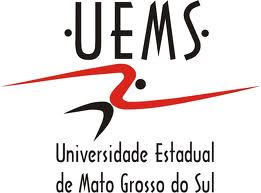 ·UEMS·
Universidade Estadual
de Mato Grosso do Sul